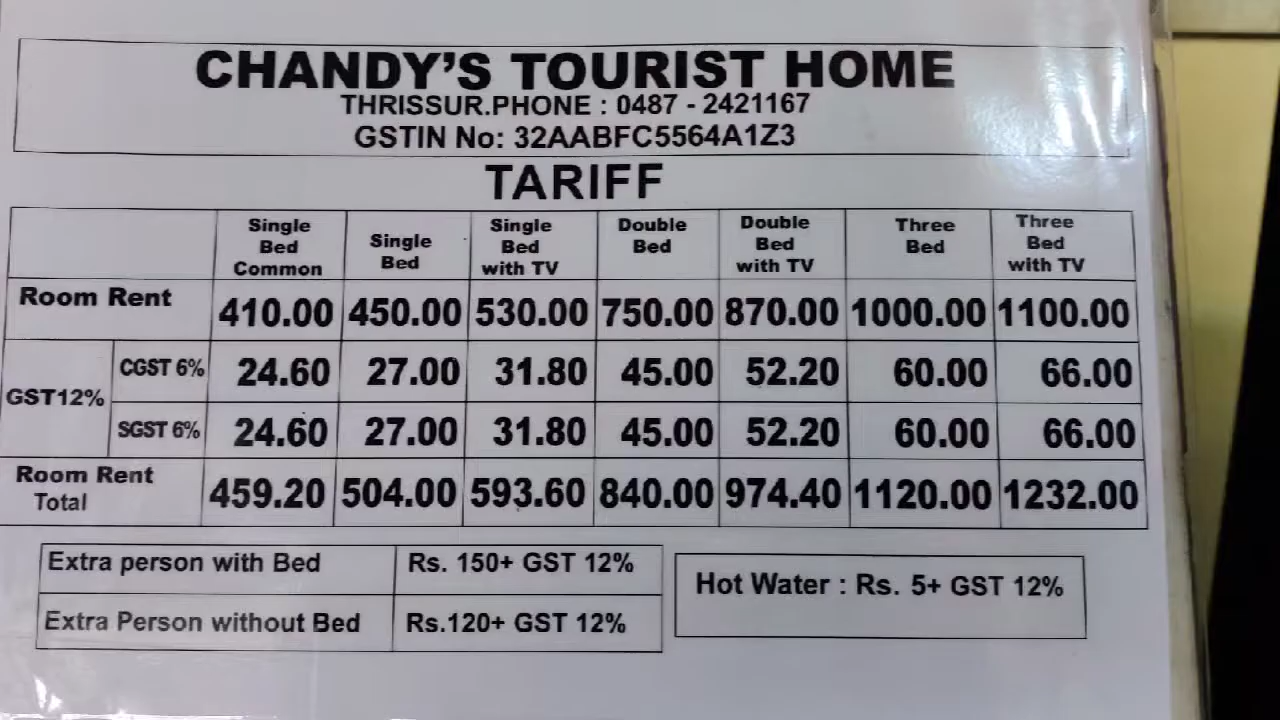 CHANDY'S TOURIST HOME
THRISSUR.PHONE : 0487 - 2421167
GSTIN No: 32AABFC5564A1Z3
TARIFF
Single Bed Common Single Bed Single Bed with TV Double Bed Double Bed with TV Three Bed Three Bed with TV
Room Rent 410.00 450.00 530.00 750.00 870.00 1000.00 1100.00
GST12% CGST 6% 24.60 27.00 31.80 45.00 52.20 60.00 66.00
SGST 6% 24.60 27.00 31.80 45.00 52.20 60.00 66.00
Room Rent Total 459.20 504.00 593.60 840.00 974.40 1120.00 1232.00
Extra person with Bed Rs. 150+ GST 12%
Extra Person without Bed Rs.120+ GST 12%
Hot Water : Rs. 5+ GST 12%